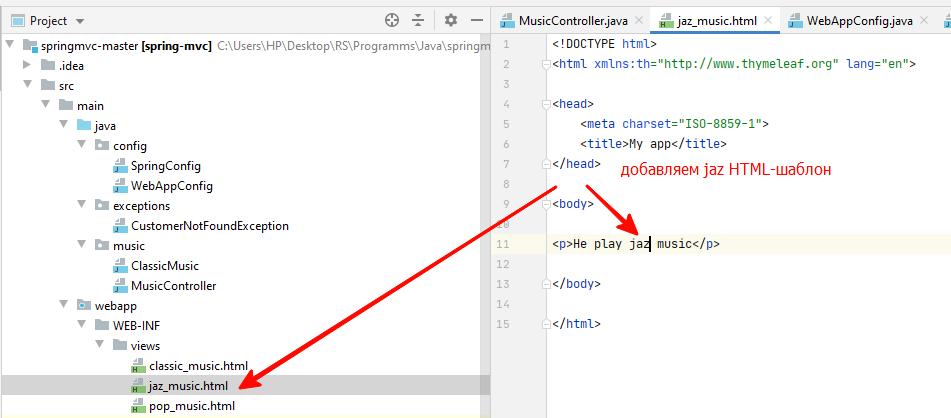 Project
springmvc-master [spring-mvc] C:\Users\HP\Desktop\RS\Programms\Java\springm
.idea
src
main
java
config
SpringConfig
WebAppConfig
exceptions
CustomerNotFoundException
music
ClassicMusic
MusicController
webapp
WEB-INF
views
classic_music.html
jaz_music.html
pop_music.html
MusicController.java jaz_music.html WebAppConfig.java
1 <!DOCTYPE html>
2 <html xmlns:th="http://www.thymeleaf.org" lang="en">
3
4 <head>
5 <meta charset="ISO-8859-1">
6 <title>My app</title>
7 </head>
добавляем jaz HTML-шаблон
8
9 <body>
10
11 <p>He play jaz music</p>
12
13 </body>
14
15 </html>